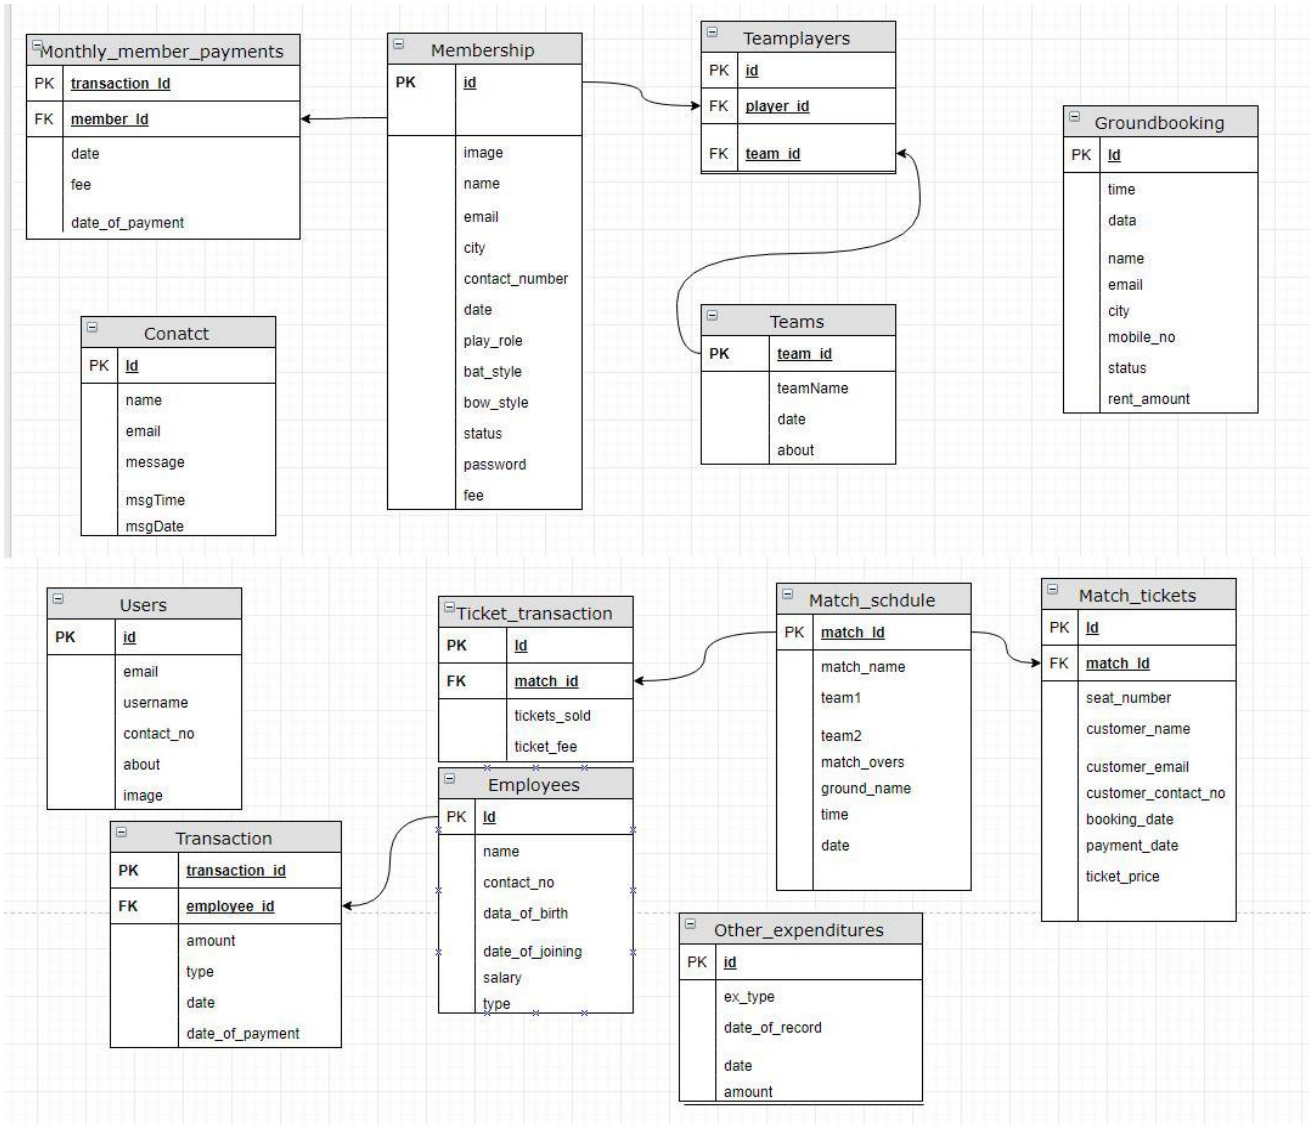 Monthly_member_payments
PK transaction_Id
FK member_Id
date
fee
date_of_payment
Membership
PK id
image
name
email
city
contact_number
date
play_role
bat_style
bow_style
status
password
fee
Teamplayers
PK id
FK player_id
FK team_id
Groundbooking
PK Id
time
data
name
email
city
mobile_no
status
rent_amount
Conatct
PK Id
name
email
message
msgTime
msgDate
Teams
PK team_id
teamName
date
about
Users
PK id
email
username
contact_no
about
image
Ticket_transaction
PK Id
FK match_id
tickets_sold
ticket_fee
Match_schdule
PK match_Id
match_name
team1
team2
match_overs
ground_name
time
date
Match_tickets
PK Id
FK match_Id
seat_number
customer_name
customer_email
customer_contact_no
booking_date
payment_date
ticket_price
Transaction
PK transaction_id
FK employee_id
amount
type
date
date_of_payment
Employees
PK Id
name
contact_no
data_of_birth
date_of_joining
salary
type
Other_expenditures
PK id
ex_type
date_of_record
date
amount